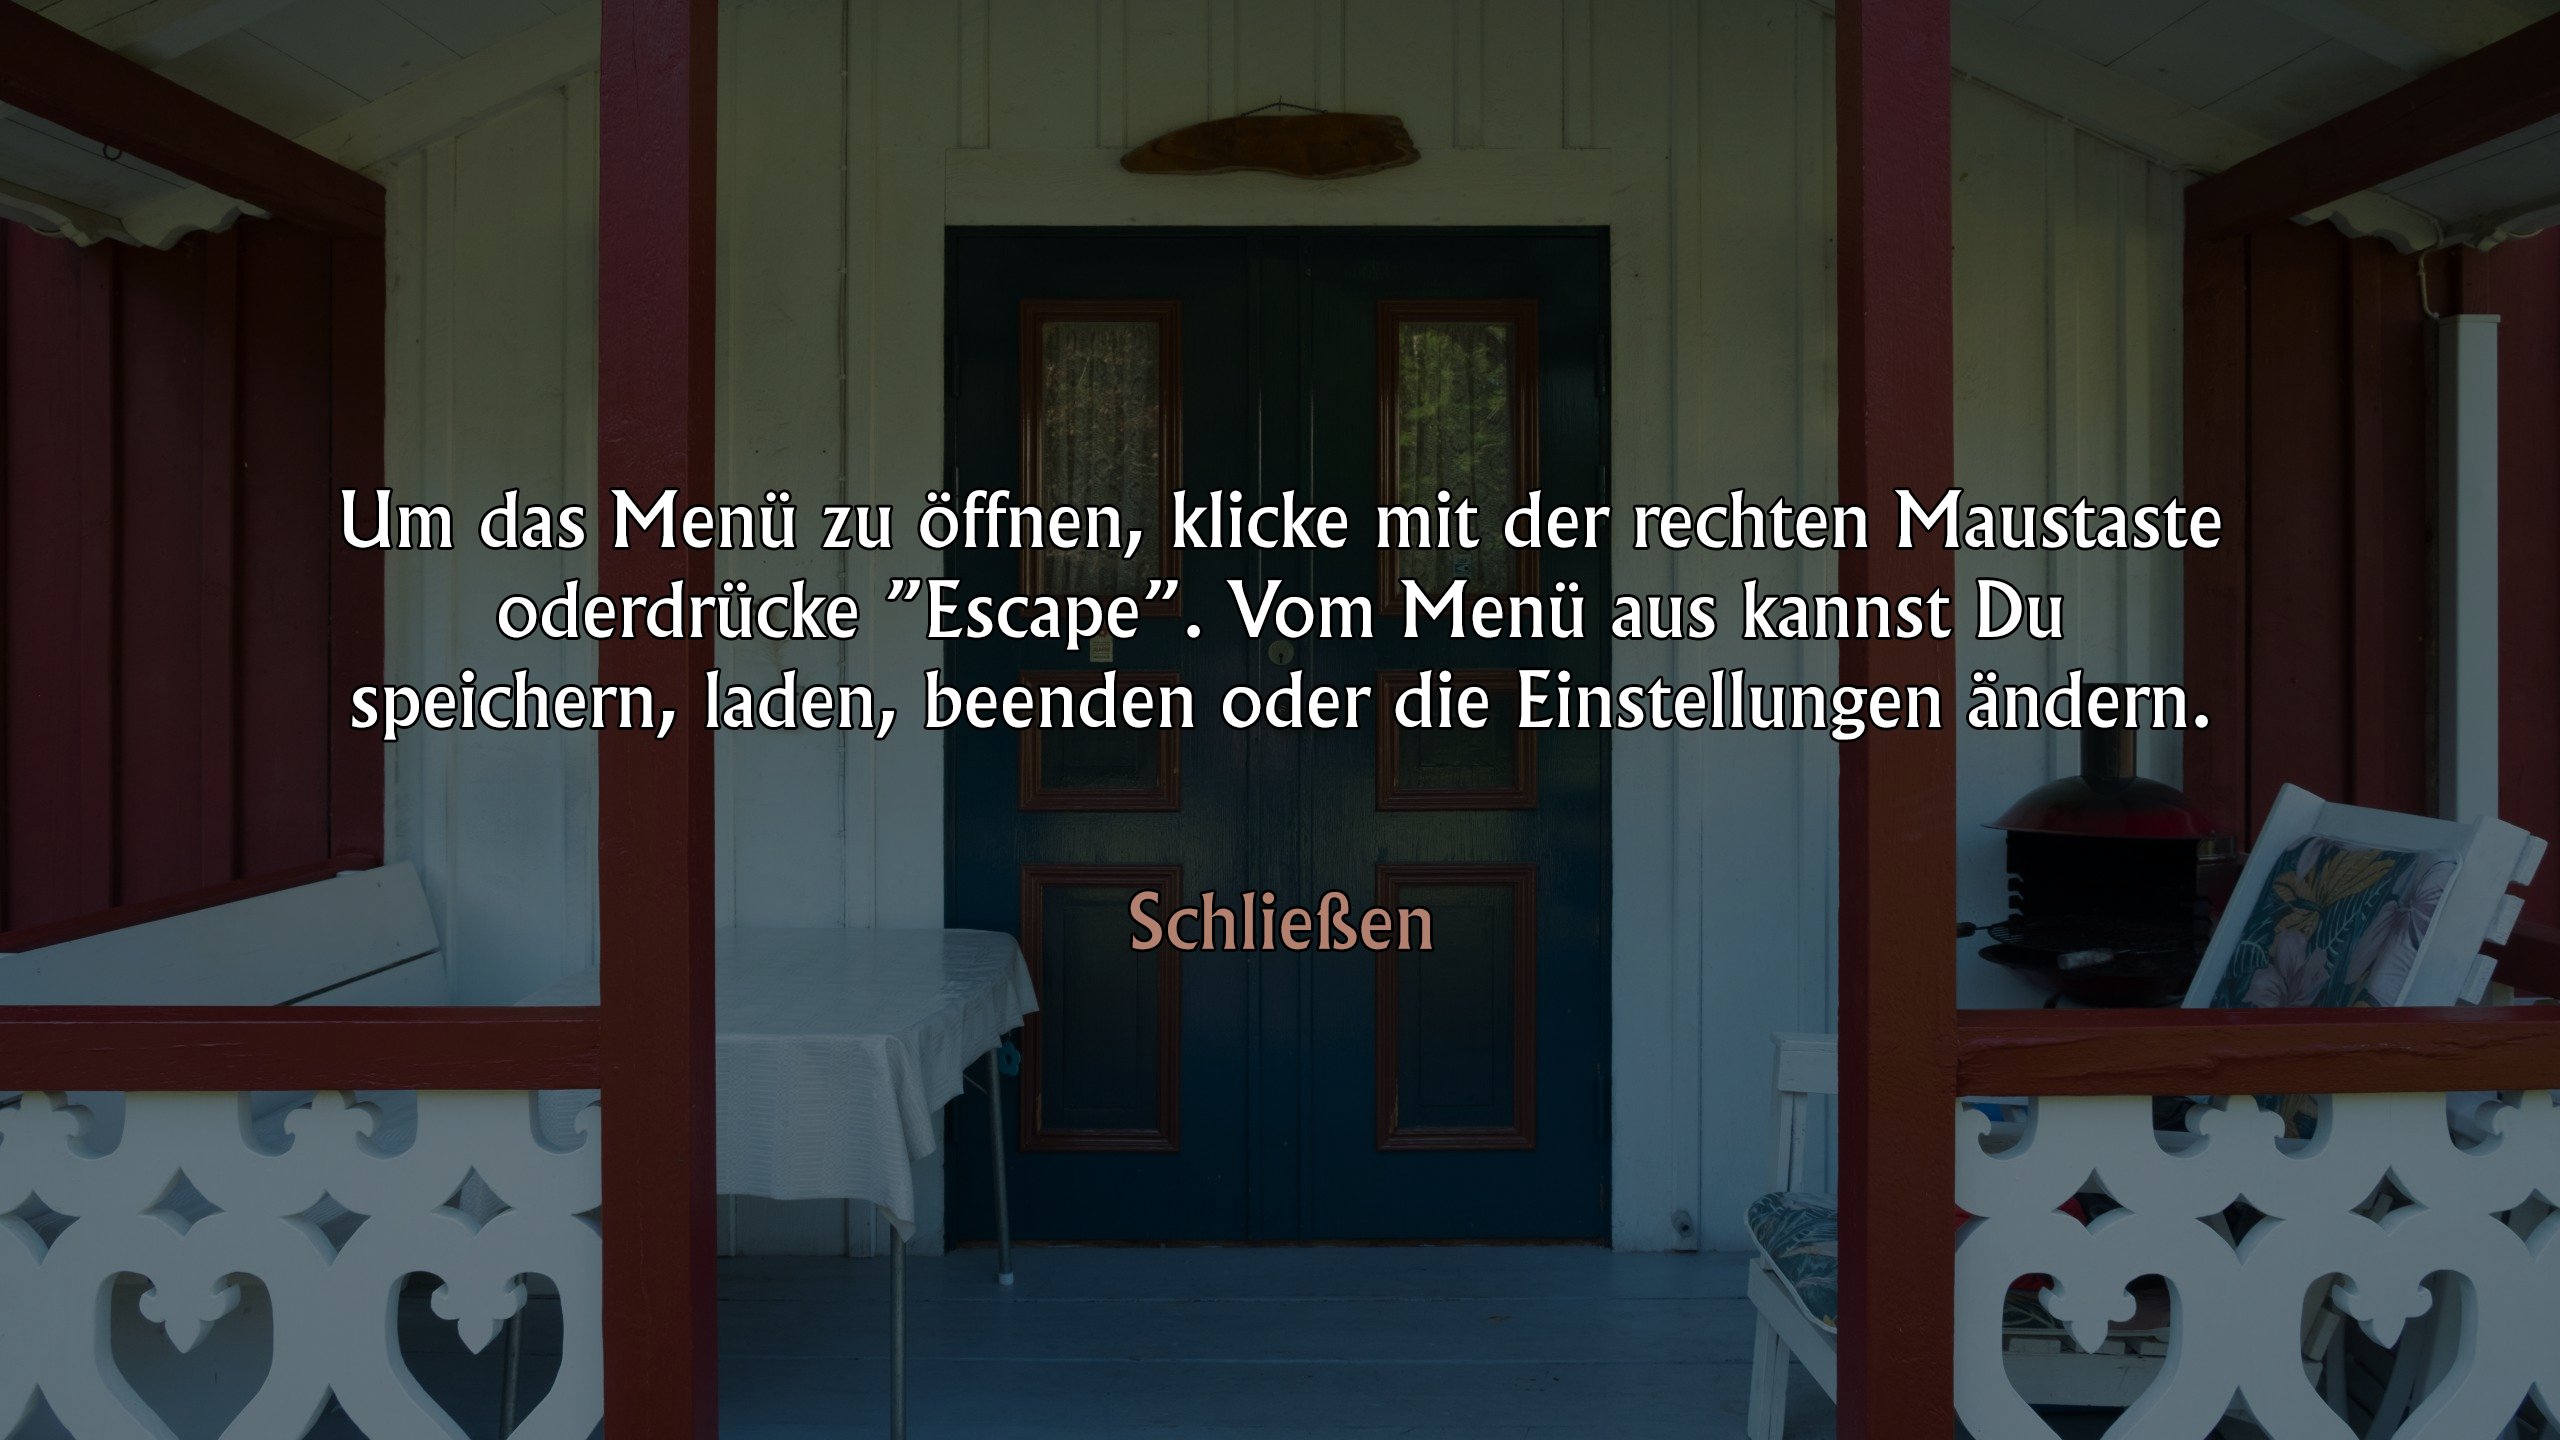 Um das Menü zu öffnen, klicke mit der rechten Maustaste
oderdrücke "Escape". Vom Menü aus kannst Du
speichern, laden, beenden oder die Einstellungen ändern.
Schließen